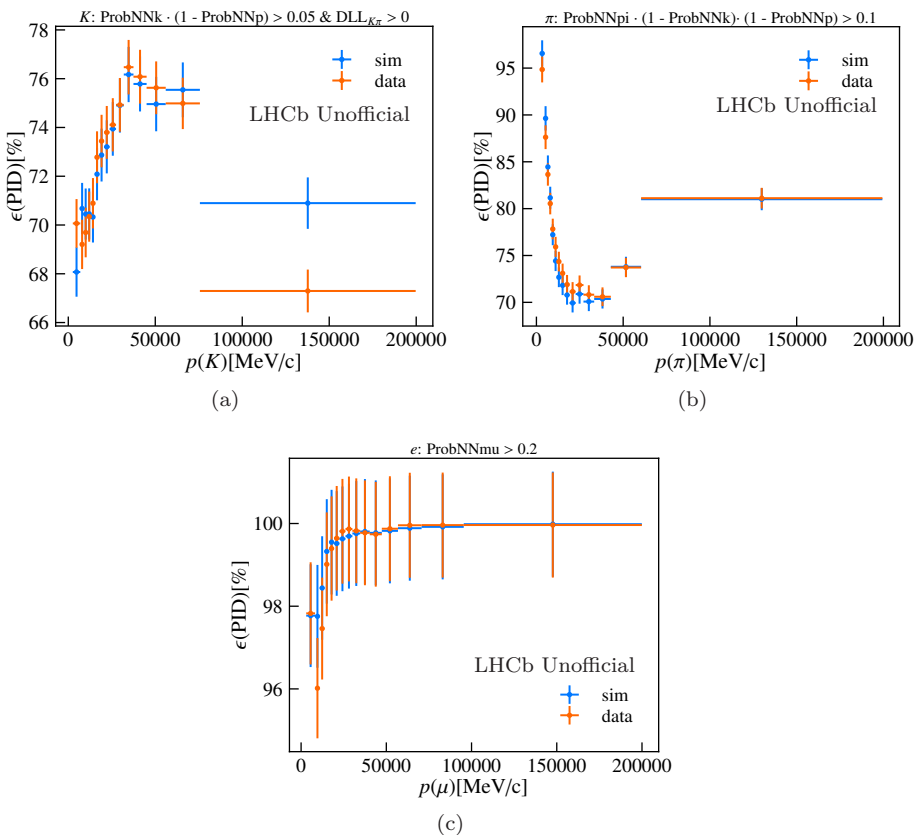 K: ProbNNk · (1 - ProbNNp) > 0.05 & DLL_{Kπ} > 0
78
76
74
72
70
68
66
ϵ(PID)[%]
sim
data
LHCb Unofficial
0 50000 100000 150000 200000
p(K)[MeV/c]
(a)
π: ProbNNpi · (1 - ProbNNk)· (1 - ProbNNp) > 0.1
95
90
85
80
75
70
ϵ(PID)[%]
sim
data
LHCb Unofficial
0 50000 100000 150000 200000
p(π)[MeV/c]
(b)
e: ProbNNmu > 0.2
100
98
96
ϵ(PID)[%]
LHCb Unofficial
sim
data
0 50000 100000 150000 200000
p(μ)[MeV/c]
(c)